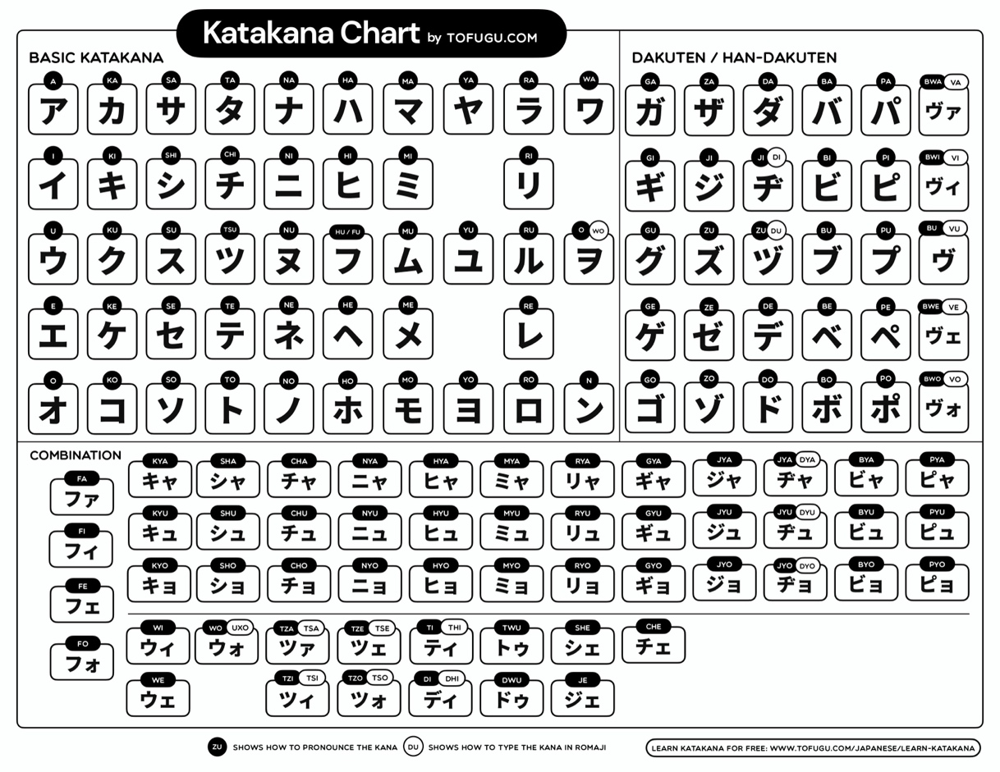 Katakana Chart by TOFUGU.COM
BASIC KATAKANA
A KA SA TA NA HA MA YA RA WA
ア カ サ タ ナ ハ マ ヤ ラ ワ
I KI SHI CHI NI HI MI RI
イ キ シ チ ニ ヒ ミ リ
U KU SU TSU NU HU / FU MU YU RU O WO
ウ ク ス ツ ヌ フ ム ユ ル ヲ
E KE SE TE NE HE ME RE
エ ケ セ テ ネ ヘ メ レ
O KO SO TO NO HO MO YO RO N
オ コ ソ ト ノ ホ モ ヨ ロ ン
DAKUTEN / HAN-DAKUTEN
GA ZA DA BA PA BWA VA
ガ ザ ダ バ パ ヴァ
GI JI JI DI BI PI BWI VI
ギ ジ ヂ ビ ピ ヴィ
GU ZU ZU DU BU PU BU VU
グ ズ ヅ ブ プ ヴ
GE ZE DE BE PE BWE VE
ゲ ゼ デ ベ ペ ヴェ
GO ZO DO BO PO BWO VO
ゴ ゾ ド ボ ポ ヴォ
COMBINATION
FA
ファ
FI
フィ
FE
フェ
FO
フォ
KYA SHA CHA NYA HYA MYA RYA GYA JYA JYA DYA BYA PYA
キャ シャ チャ ニャ ヒャ ミャ リャ ギャ ジャ ヂャ ビャ ピャ
KYU SHU CHU NYU HYU MYU RYU GYU JYU JYU DYU BYU PYU
キュ シュ チュ ニュ ヒュ ミュ リュ ギュ ジュ ヂュ ビュ ピュ
KYO SHO CHO NYO HYO MYO RYO GYO JYO JYO DYO BYO PYO
キョ ショ チョ ニョ ヒョ ミョ リョ ギョ ジョ ヂョ ビョ ピョ
WI WO UXO TZA TSA TZE TSE TI THI TWU SHE CHE
ウィ ウォ ツァ ツェ ティ トゥ シェ チェ
WE TZI TSI TZO TSO DI DHI DWU JE
ウェ ツィ ツォ ディ ドゥ ジェ
ZU SHOWS HOW TO PRONOUNCE THE KANA DU SHOWS HOW TO TYPE THE KANA IN ROMAJI
LEARN KATAKANA FOR FREE: WWW.TOFUGU.COM/JAPANESE/LEARN-KATAKANA